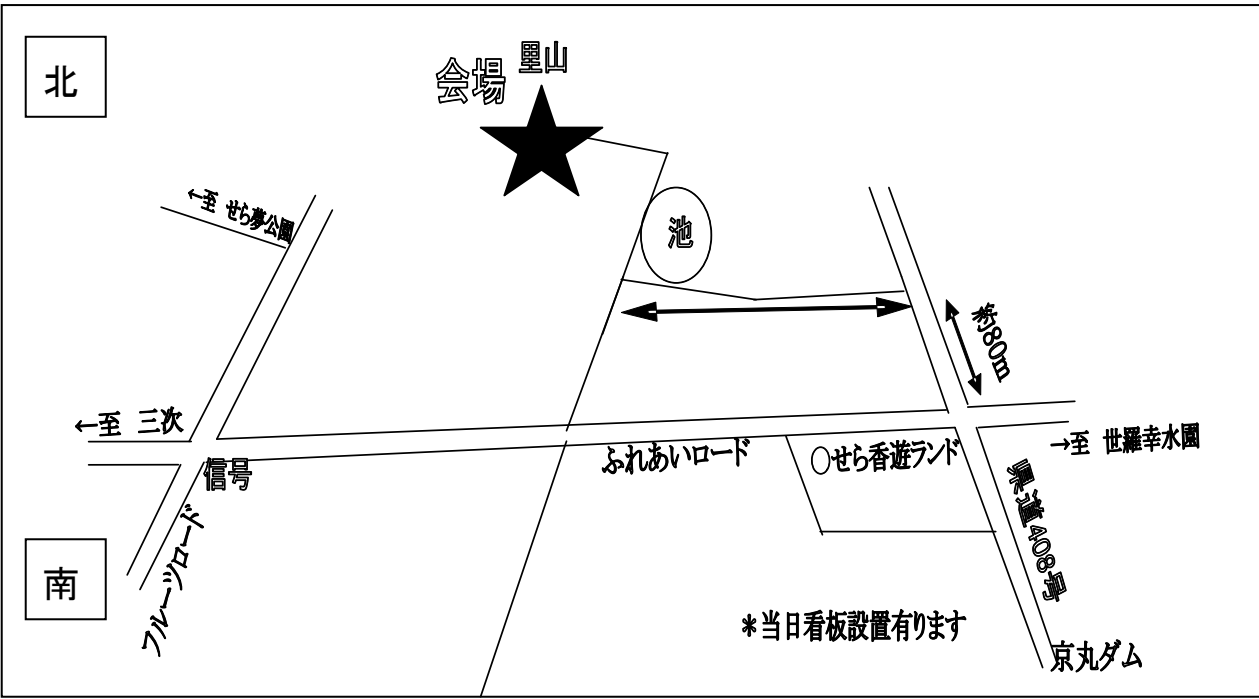 北
里山
会場
←至 せら夢公園
池
約80m
←至 三次
ふれあいロード
○せら香遊ランド
→至 世羅幸水園
信号
県道408号
フルーツロード
南
*当日看板設置有ります
京丸ダム